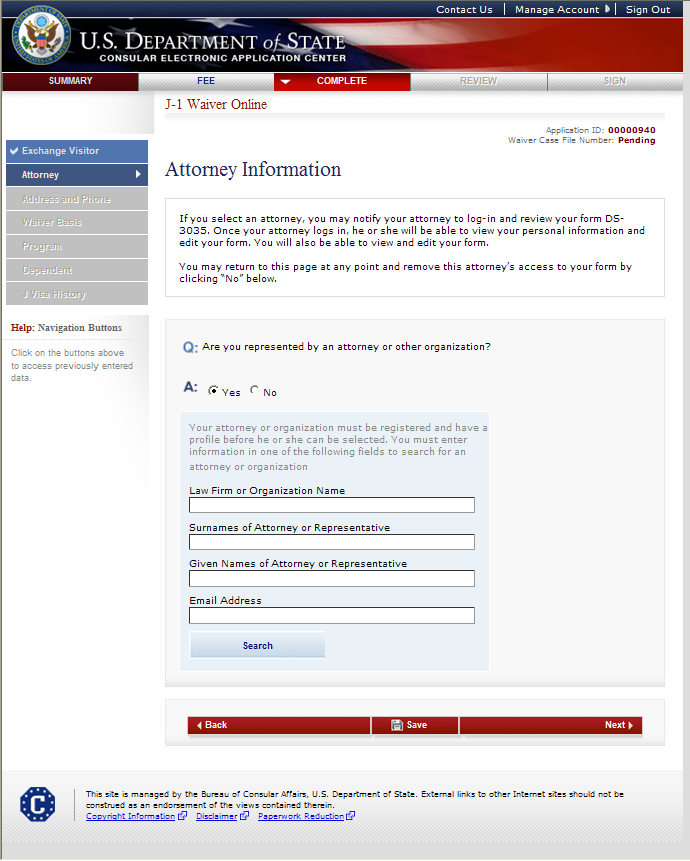 Contact Us | Manage Account | Sign Out
U.S. DEPARTMENT of STATE
CONSULAR ELECTRONIC APPLICATION CENTER
SUMMARY FEE COMPLETE REVIEW SIGN
J-1 Waiver Online
Application ID: 00000940
Waiver Case File Number: Pending
Exchange Visitor
Attorney
Address and Phone
Waiver Basis
Program
Dependent
J Visa History
Help: Navigation Buttons
Click on the buttons above
to access previously entered
data.
Attorney Information
If you select an attorney, you may notify your attorney to log-in and review your form DS-
3035. Once your attorney logs in, he or she will be able to view your personal information and
edit your form. You will also be able to view and edit your form.
You may return to this page at any point and remove this attorney's access to your form by
clicking "No" below.
Q: Are you represented by an attorney or other organization?
A: Yes No
Your attorney or organization must be registered and have a
profile before he or she can be selected. You must enter
information in one of the following fields to search for an
attorney or organization
Law Firm or Organization Name
Surnames of Attorney or Representative
Given Names of Attorney or Representative
Email Address
Search
Back Save Next
C
This site is managed by the Bureau of Consular Affairs, U.S. Department of State. External links to other Internet sites should not be
construed as an endorsement of the views contained therein.
Copyright Information Disclaimer Paperwork Reduction